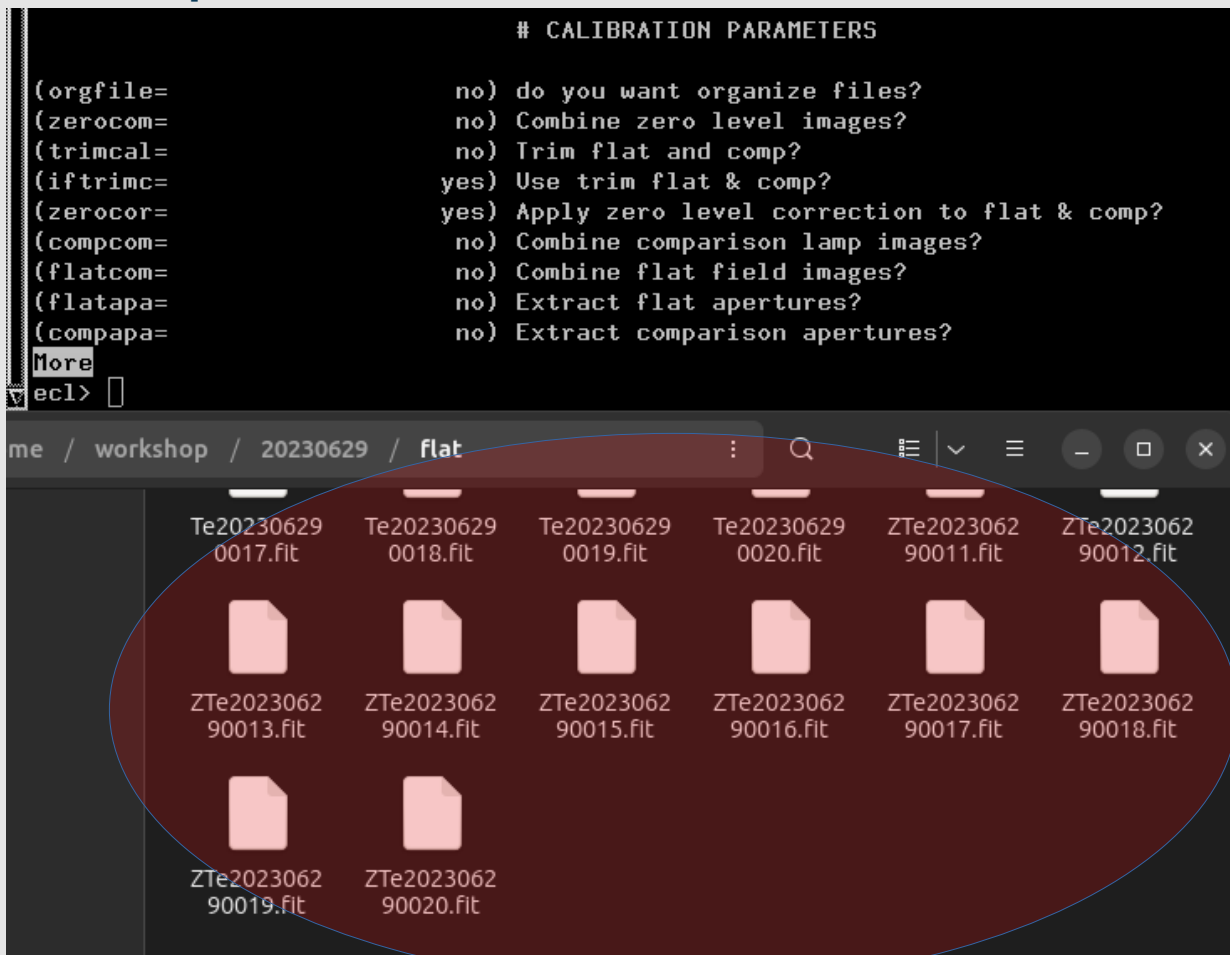 # CALIBRATION PARAMETERS
(orgfile= no) do you want organize files?
(zerocom= no) Combine zero level images?
(trimcal= no) Trim flat and comp?
(iftrimc= yes) Use trim flat & comp?
(zerocor= yes) Apply zero level correction to flat & comp?
(compcom= no) Combine comparison lamp images?
(flatcom= no) Combine flat field images?
(flatapa= no) Extract flat apertures?
(compapa= no) Extract comparison apertures?
More
ecl>
me / workshop / 20230629 / flat
Te20230629 Te20230629 Te20230629 Te20230629 ZTe2023062 ZTe2023062
0017.fit 0018.fit 0019.fit 0020.fit 90011.fit 90012.fit
ZTe2023062 ZTe2023062 ZTe2023062 ZTe2023062 ZTe2023062 ZTe2023062
90013.fit 90014.fit 90015.fit 90016.fit 90017.fit 90018.fit
ZTe2023062 ZTe2023062
90019.fit 90020.fit